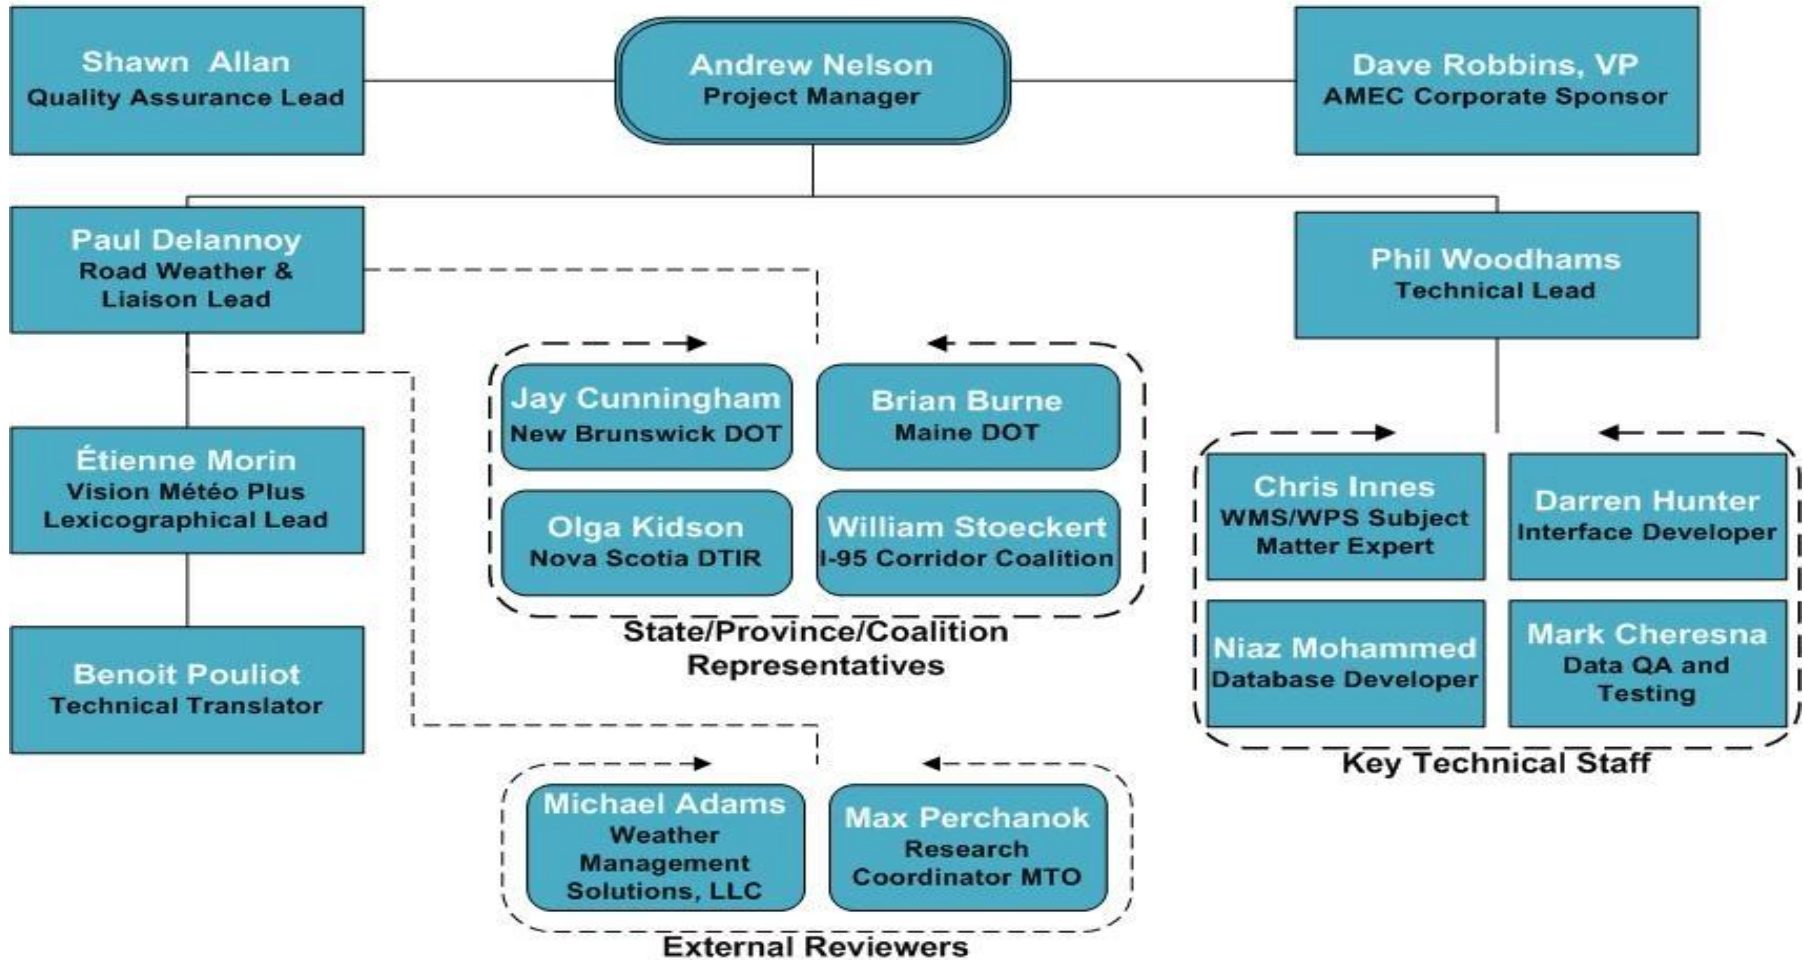 Shawn Allan
Quality Assurance Lead
Andrew Nelson
Project Manager
Dave Robbins, VP
AMEC Corporate Sponsor
Paul Delannoy
Road Weather &
Liaison Lead
Phil Woodhams
Technical Lead
Jay Cunningham
New Brunswick DOT
Brian Burne
Maine DOT
Olga Kidson
Nova Scotia DTIR
William Stoeckert
I-95 Corridor Coalition
State/Province/Coalition
Representatives
Étienne Morin
Vision Météo Plus
Lexicographical Lead
Benoit Pouliot
Technical Translator
Chris Innes
WMS/WPS Subject
Matter Expert
Darren Hunter
Interface Developer
Niaz Mohammed
Database Developer
Mark Cheresna
Data QA and
Testing
Key Technical Staff
Michael Adams
Weather
Management
Solutions, LLC
Max Perchanok
Research
Coordinator MTO
External Reviewers